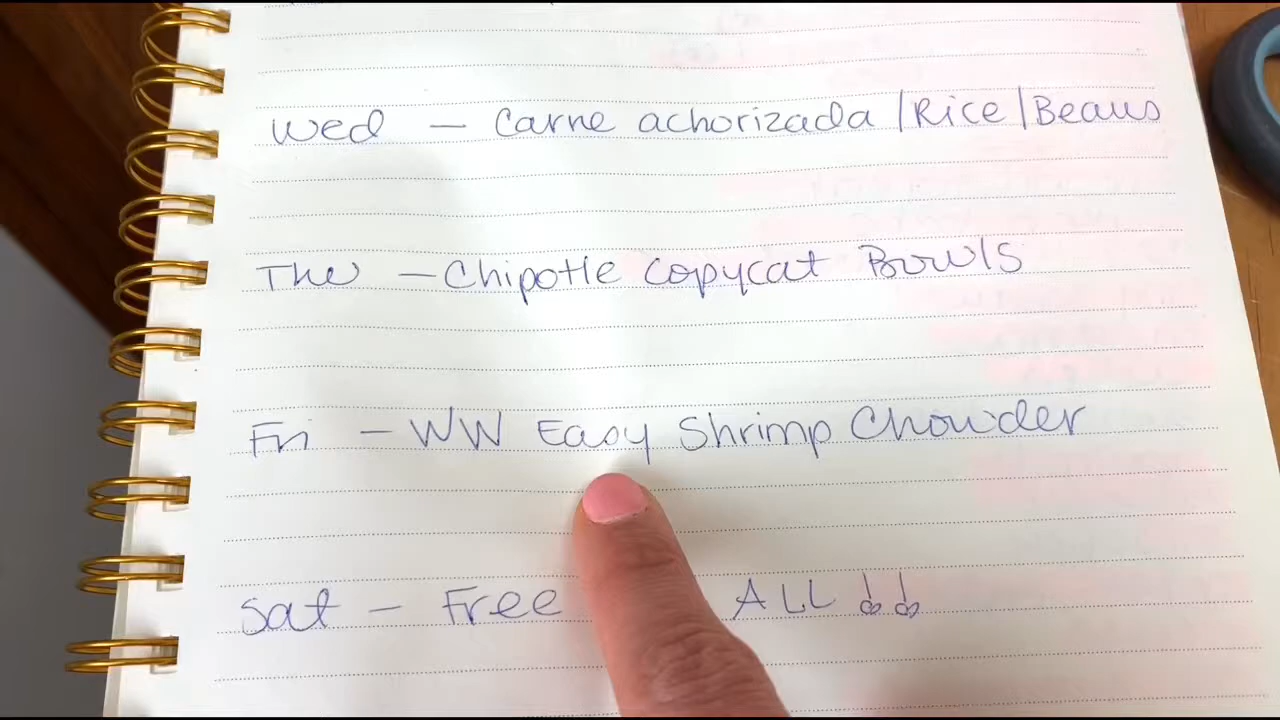 Wed — Carne achorizada / Rice / Beans
Thu — Chipotle Copycat Bowls
Fri — WW Easy Shrimp Chowder
Sat — Free ALL !!